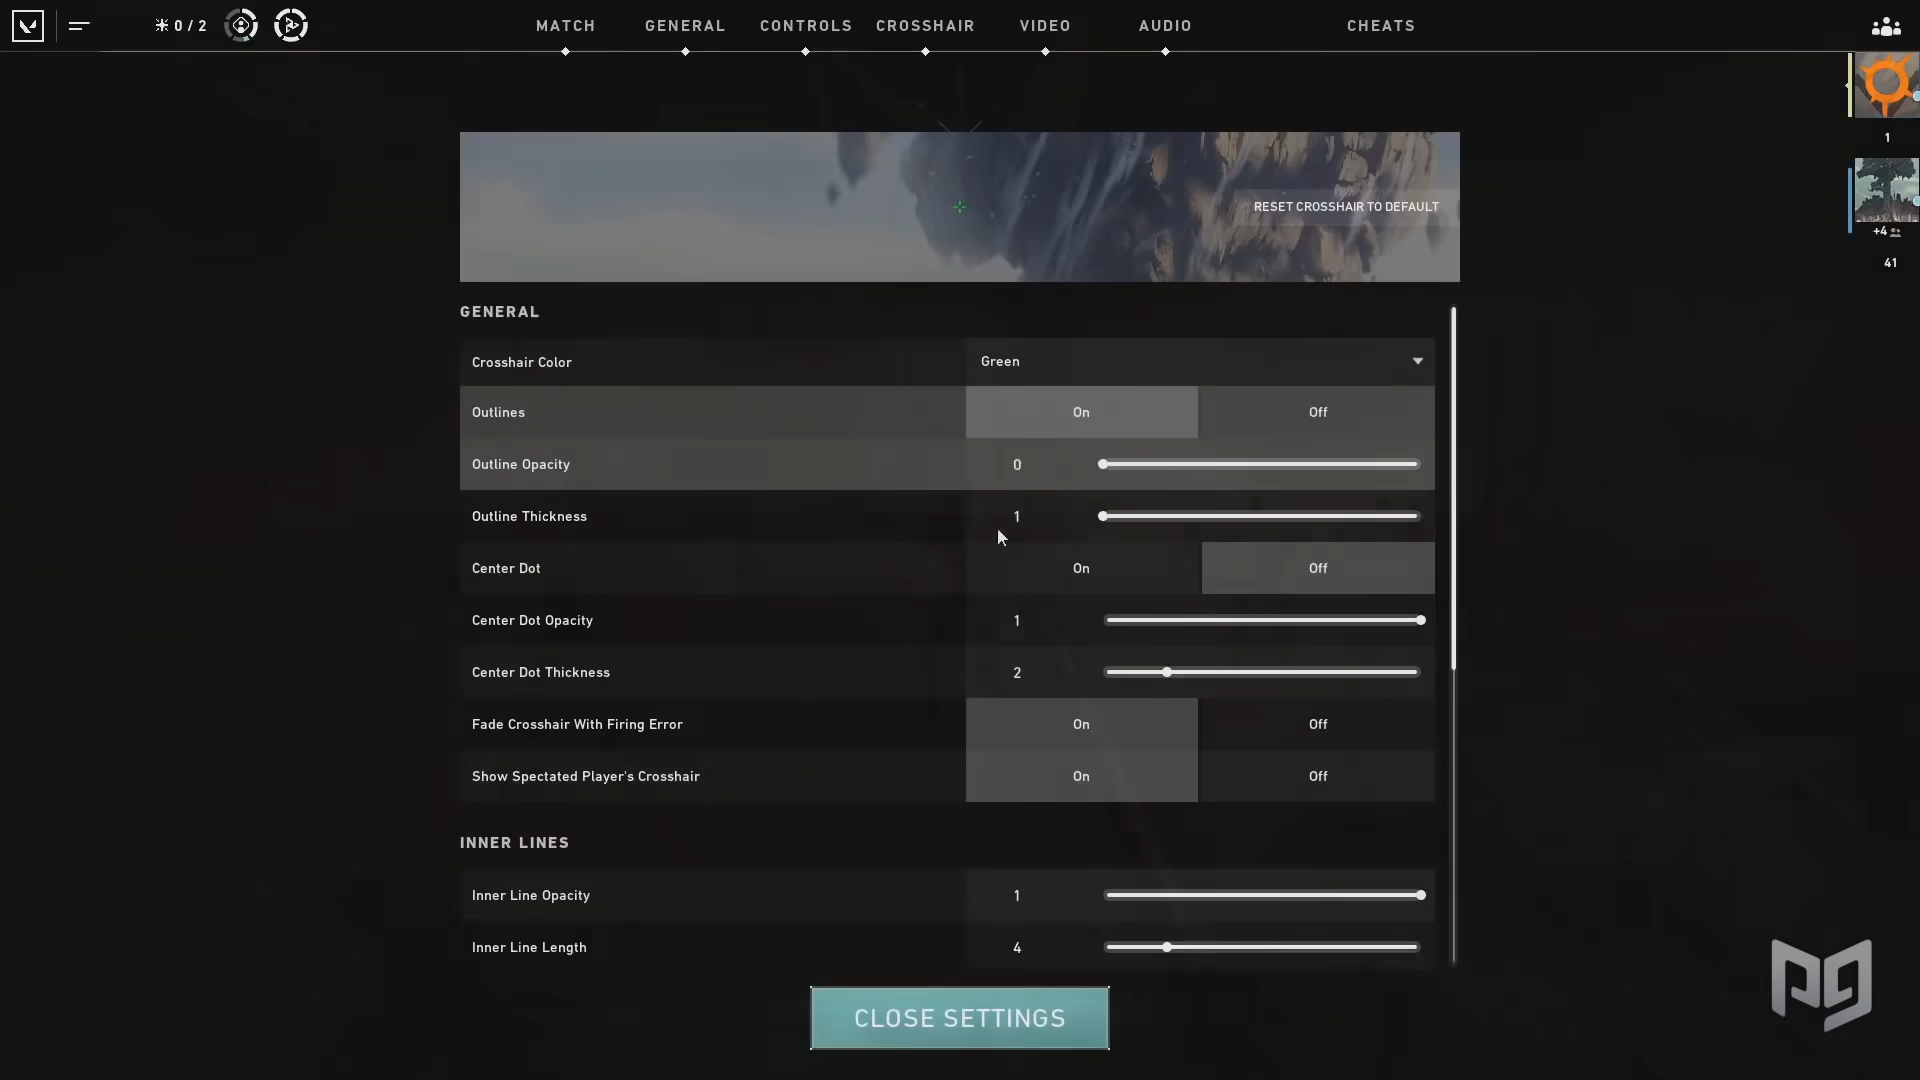 0 / 2
MATCH
GENERAL
CONTROLS
CROSSHAIR
VIDEO
AUDIO
CHEATS
1
+4
41
RESET CROSSHAIR TO DEFAULT
GENERAL
Crosshair Color Green
Outlines On Off
Outline Opacity 0
Outline Thickness 1
Center Dot On Off
Center Dot Opacity 1
Center Dot Thickness 2
Fade Crosshair With Firing Error On Off
Show Spectated Player's Crosshair On Off
INNER LINES
Inner Line Opacity 1
Inner Line Length 4
CLOSE SETTINGS
pg